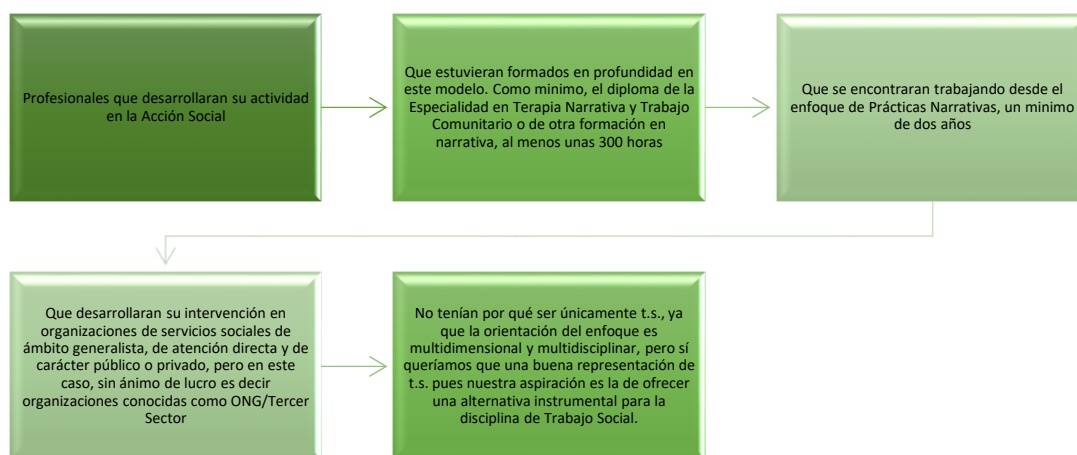 Profesionales que desarrollaran su actividad
en la Acción Social
Que estuvieran formados en profundidad en
este modelo. Como minimo, el diploma de la
Especialidad en Terapia Narrativa y Trabajo
Comunitario o de otra formación en
narrativa, al menos unas 300 horas
Que se encontraran trabajando desde el
enfoque de Prácticas Narrativas, un minimo
de dos años
Que desarrollaran su intervención en
organizaciones de servicios sociales de
ámbito generalista, de atención directa y de
carácter público o privado, pero en este
caso, sin ánimo de lucro es decir
organizaciones conocidas como ONG/Tercer
Sector
No tenían por qué ser únicamente t.s., ya
que la orientación del enfoque es
multidimensional y multidisciplinar, pero sí
queríamos que una buena representación de
t.s. pues nuestra aspiración es la de ofrecer
una alternativa instrumental para la
disciplina de Trabajo Social.